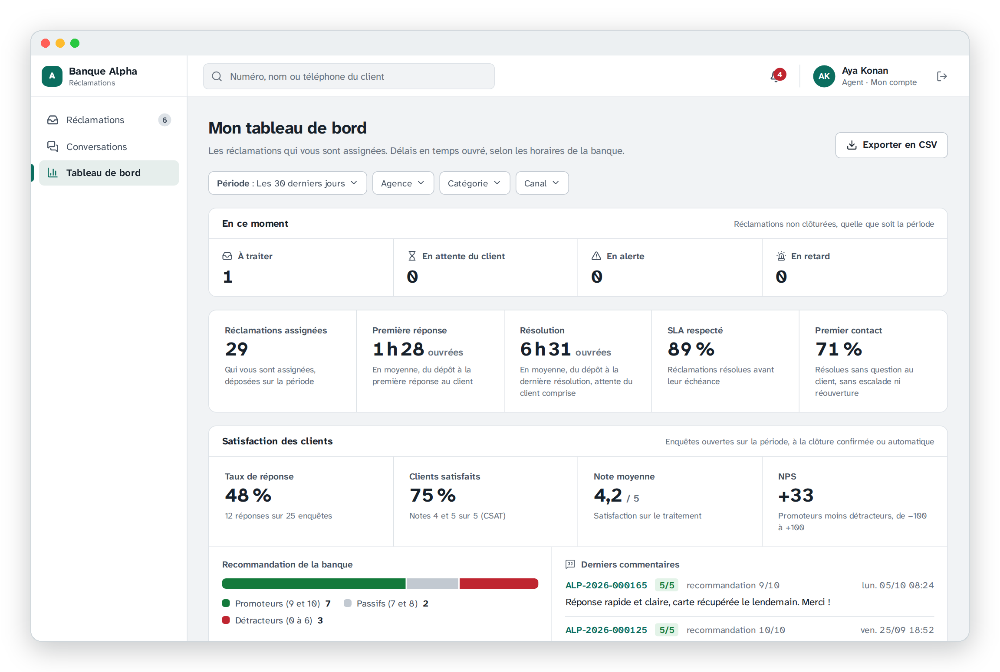 A
Banque Alpha
Réclamations
Numéro, nom ou téléphone du client
4
AK
Aya Konan
Agent · Mon compte
Réclamations 6
Conversations
Tableau de bord
Mon tableau de bord
Les réclamations qui vous sont assignées. Délais en temps ouvré, selon les horaires de la banque.
Exporter en CSV
Période : Les 30 derniers jours
Agence
Catégorie
Canal
En ce moment
Réclamations non clôturées, quelle que soit la période
À traiter
1
En attente du client
0
En alerte
0
En retard
0
Réclamations assignées
29
Qui vous sont assignées,
déposées sur la période
Première réponse
1 h 28 ouvrées
En moyenne, du dépôt à la
première réponse au client
Résolution
6 h 31 ouvrées
En moyenne, du dépôt à la
dernière résolution, attente du
client comprise
SLA respecté
89 %
Réclamations résolues avant
leur échéance
Premier contact
71 %
Résolues sans question au
client, sans escalade ni
réouverture
Satisfaction des clients
Enquêtes ouvertes sur la période, à la clôture confirmée ou automatique
Taux de réponse
48 %
12 réponses sur 25 enquêtes
Clients satisfaits
75 %
Notes 4 et 5 sur 5 (CSAT)
Note moyenne
4,2 / 5
Satisfaction sur le traitement
NPS
+33
Promoteurs moins détracteurs, de −100
à +100
Recommandation de la banque
Promoteurs (9 et 10) 7
Passifs (7 et 8) 2
Détracteurs (0 à 6) 3
Derniers commentaires
ALP-2026-000165 5/5 recommandation 9/10 lun. 05/10 08:24
Réponse rapide et claire, carte récupérée le lendemain. Merci !
ALP-2026-000125 5/5 recommandation 10/10 ven. 25/09 18:52